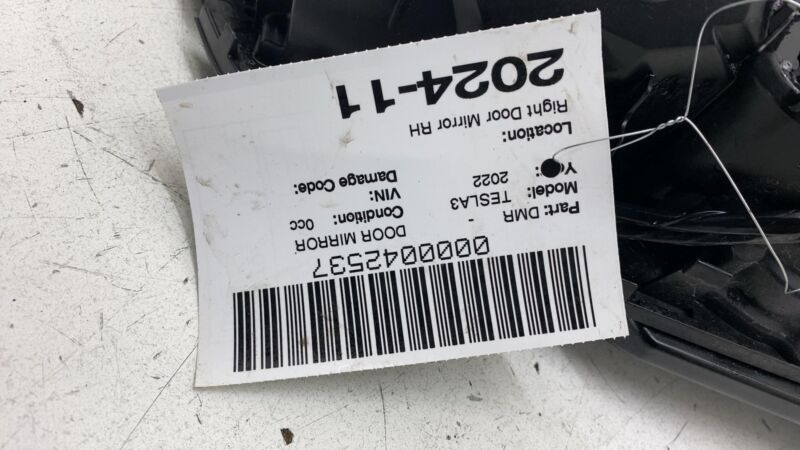 0000042537
Part: DMR - DOOR MIRROR
Model: TESLA3 Condition: 0cc
2022 VIN:
Damage Code:
Location:
Right Door Mirror RH
2024-11